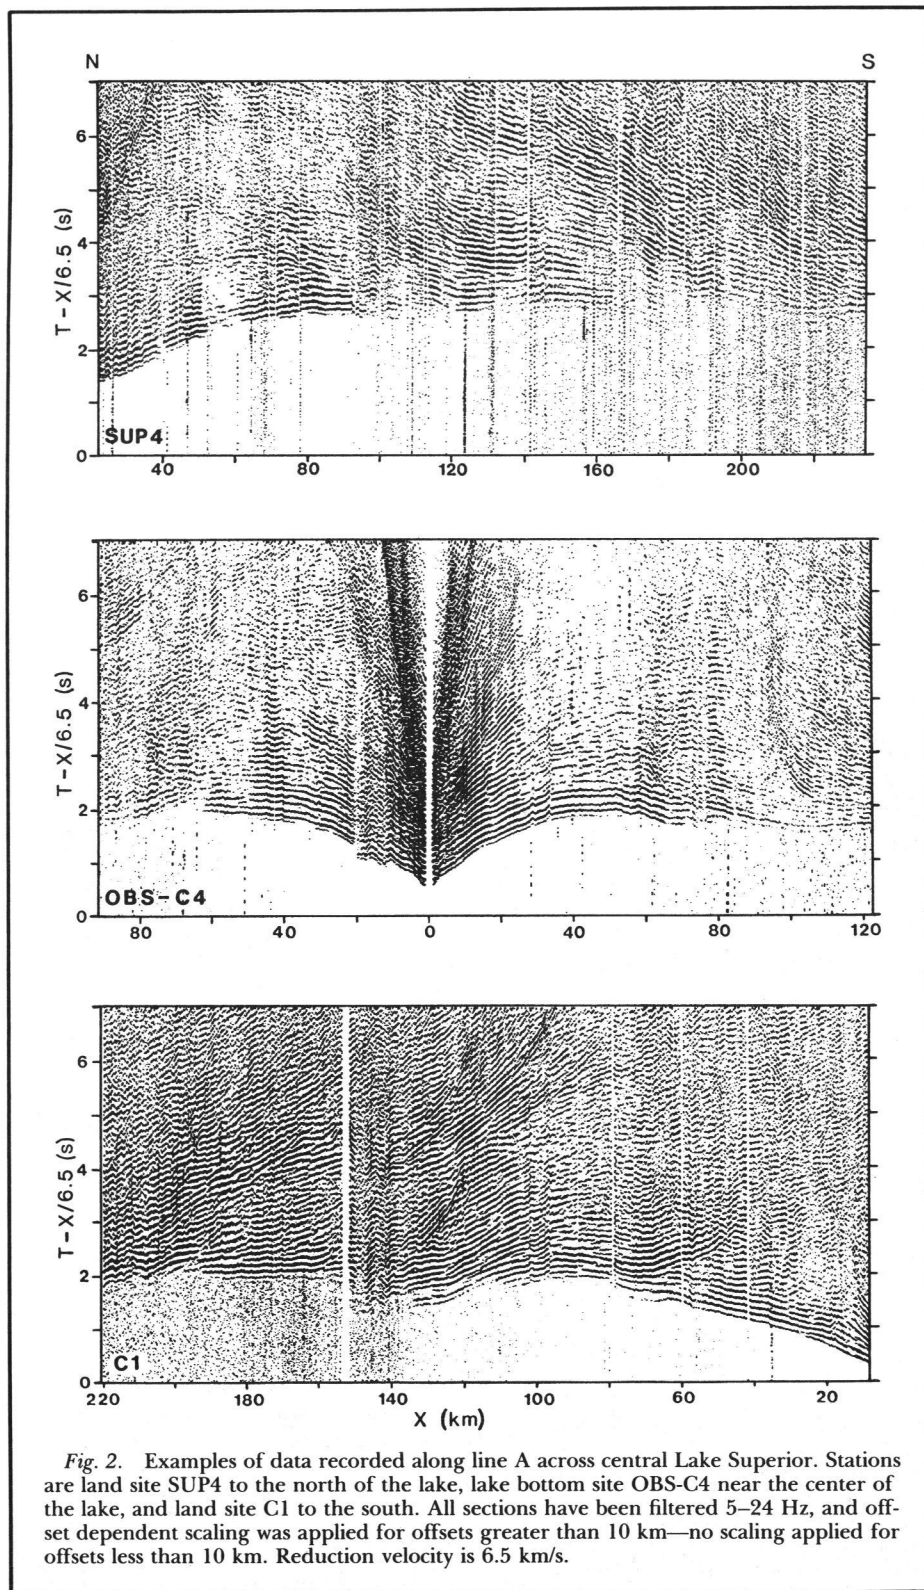 N S
6
4
2
0
T-X/6.5 (s)
SUP4
40 80 120 160 200
6
4
2
0
T-X/6.5 (s)
OBS-C4
80 40 0 40 80 120
6
4
2
0
T-X/6.5 (s)
C1
220 180 140 100 60 20
X (km)
Fig. 2. Examples of data recorded along line A across central Lake Superior. Stations
are land site SUP4 to the north of the lake, lake bottom site OBS-C4 near the center of
the lake, and land site C1 to the south. All sections have been filtered 5–24 Hz, and off-
set dependent scaling was applied for offsets greater than 10 km—no scaling applied for
offsets less than 10 km. Reduction velocity is 6.5 km/s.